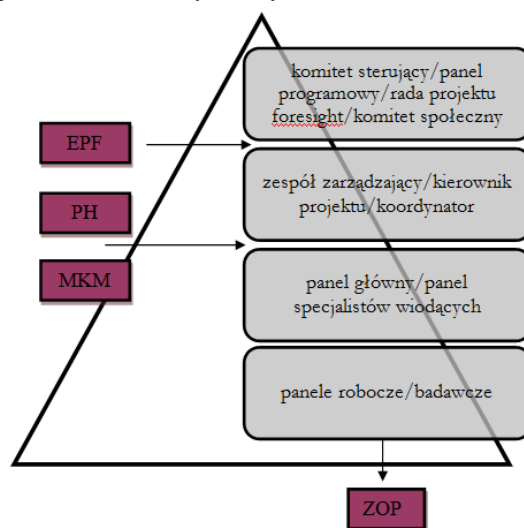 komitet sterujący/panel
programowy/rada projektu
foresight/komitet społeczny
EPF
zespół zarządzający/kierownik
projektu/koordynator
PH
MKM
panel główny/panel
specjalistów wiodących
panele robocze/badawcze
ZOP